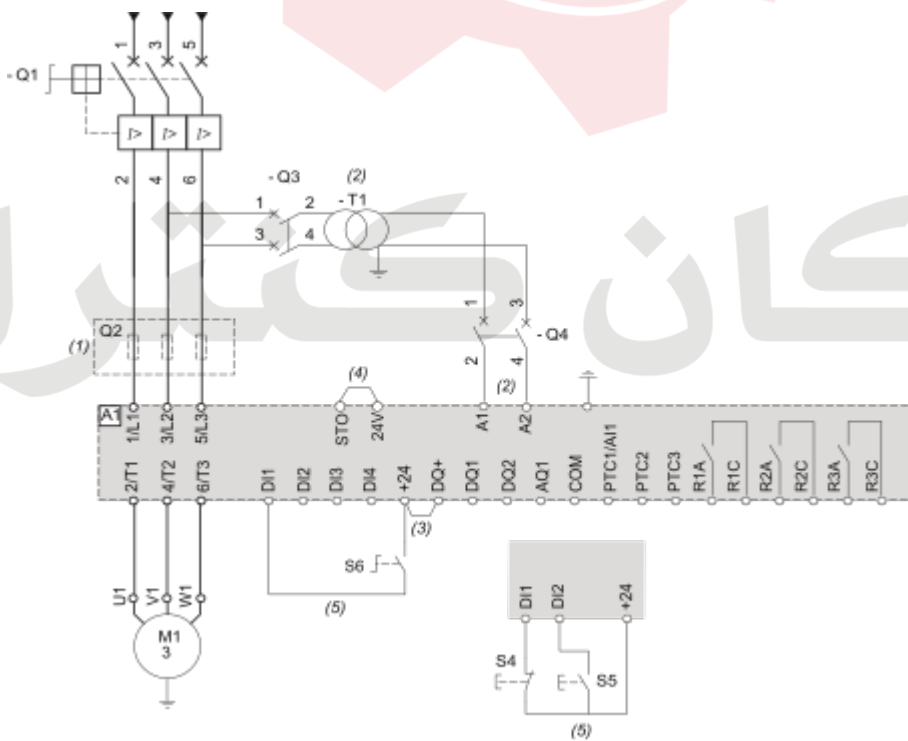 1 3 5
- Q1
I> I> I>
2 4 6
- Q3 (2)
1 2 - T1
3 4
کان کنترل
1 3
Q2
- Q4
(1)
2 4
(4) (2)
A1 1/L1 3/L2 5/L3 STO 24V A1 A2
2/T1 4/T2 6/T3 DI1 DI2 DI3 DI4 +24 DQ+ DQ1 DQ2 AQ1 COM PTC1/AI1 PTC2 PTC3 R1A R1C R2A R2C R3A R3C
(3)
S6
DI1 DI2 +24
U1 V1 W1
(5)
M1
3
S4
S5
(5)